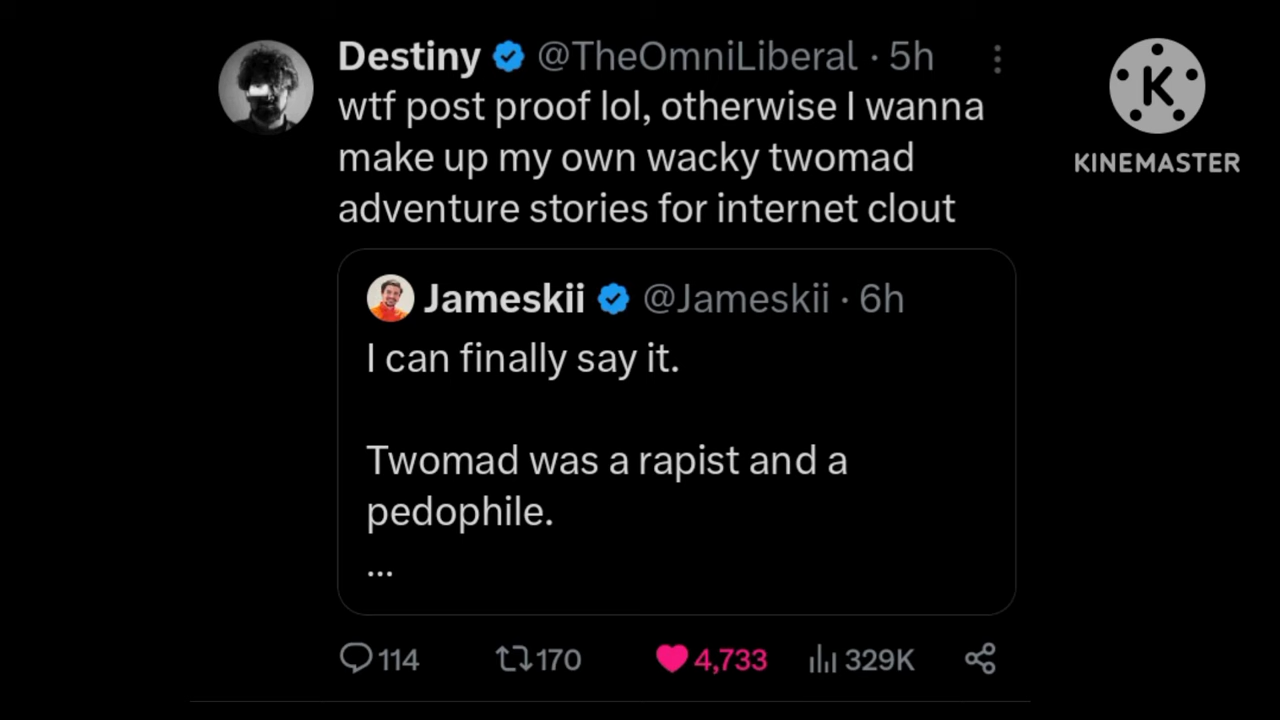 Destiny @TheOmniLiberal · 5h
wtf post proof lol, otherwise I wanna
make up my own wacky twomad
adventure stories for internet clout
Jameskii @Jameskii · 6h
I can finally say it.
Twomad was a rapist and a
pedophile.
...
114 170 4,733 329K
K
KINEMASTER